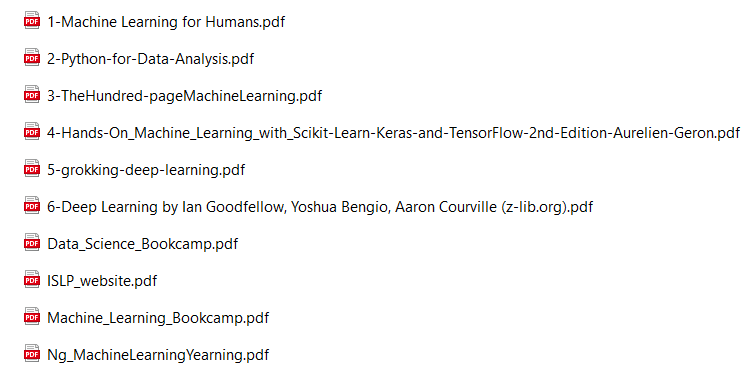 PDF 1-Machine Learning for Humans.pdf
PDF 2-Python-for-Data-Analysis.pdf
PDF 3-TheHundred-pageMachineLearning.pdf
PDF 4-Hands-On_Machine_Learning_with_Scikit-Learn-Keras-and-TensorFlow-2nd-Edition-Aurelien-Geron.pdf
PDF 5-grokking-deep-learning.pdf
PDF 6-Deep Learning by Ian Goodfellow, Yoshua Bengio, Aaron Courville (z-lib.org).pdf
PDF Data_Science_Bookcamp.pdf
PDF ISLP_website.pdf
PDF Machine_Learning_Bookcamp.pdf
PDF Ng_MachineLearningYearning.pdf